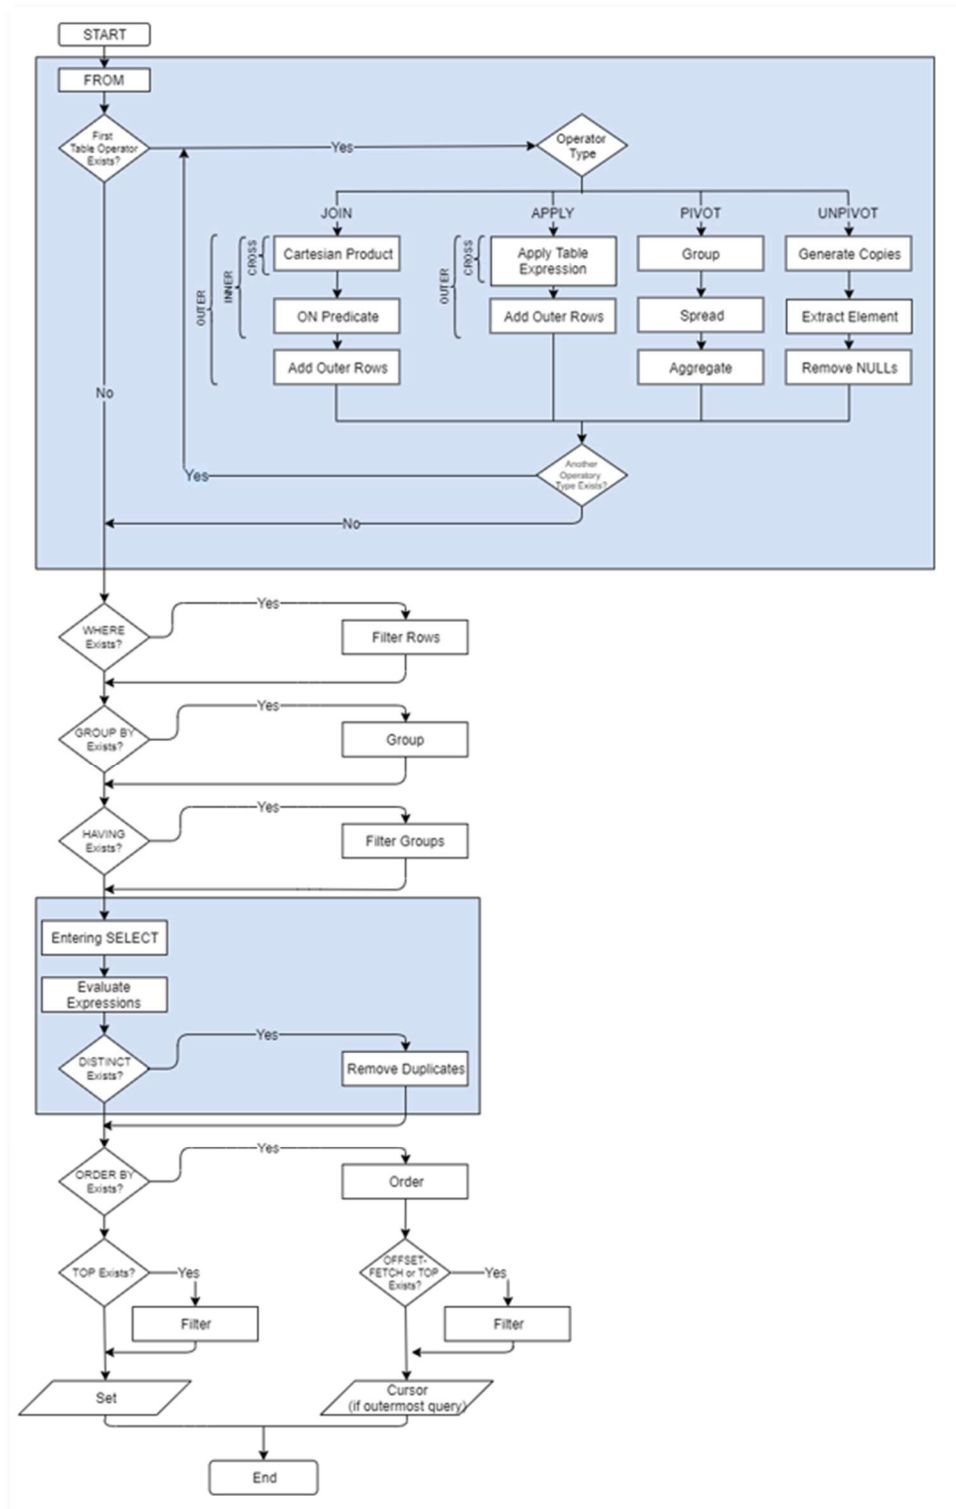 START
FROM
First
Table Operator
Exists?
Yes
Operator
Type
JOIN
APPLY
PIVOT
UNPIVOT
OUTER
INNER
CROSS
Cartesian Product
OUTER
CROSS
Apply Table
Expression
Group
Generate Copies
ON Predicate
Add Outer Rows
Spread
Extract Element
Add Outer Rows
Aggregate
Remove NULLs
No
Another
Operatory
Type Exists?
Yes
No
WHERE
Exists?
Yes
Filter Rows
GROUP BY
Exists?
Yes
Group
HAVING
Exists?
Yes
Filter Groups
Entering SELECT
Evaluate
Expressions
DISTINCT
Exists?
Yes
Remove Duplicates
ORDER BY
Exists?
Yes
Order
TOP Exists?
Yes
Filter
OFFSET-
FETCH or TOP
Exists?
Yes
Filter
Set
Cursor
(if outermost query)
End